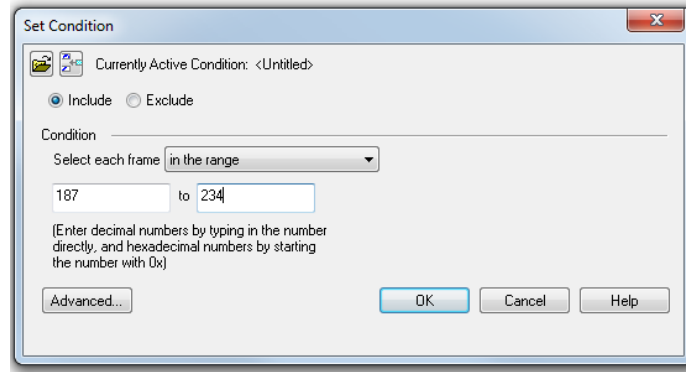 Set Condition
Currently Active Condition: <Untitled>
Include Exclude
Condition
Select each frame in the range
187 to 234
(Enter decimal numbers by typing in the number
directly, and hexadecimal numbers by starting
the number with 0x)
Advanced... OK Cancel Help